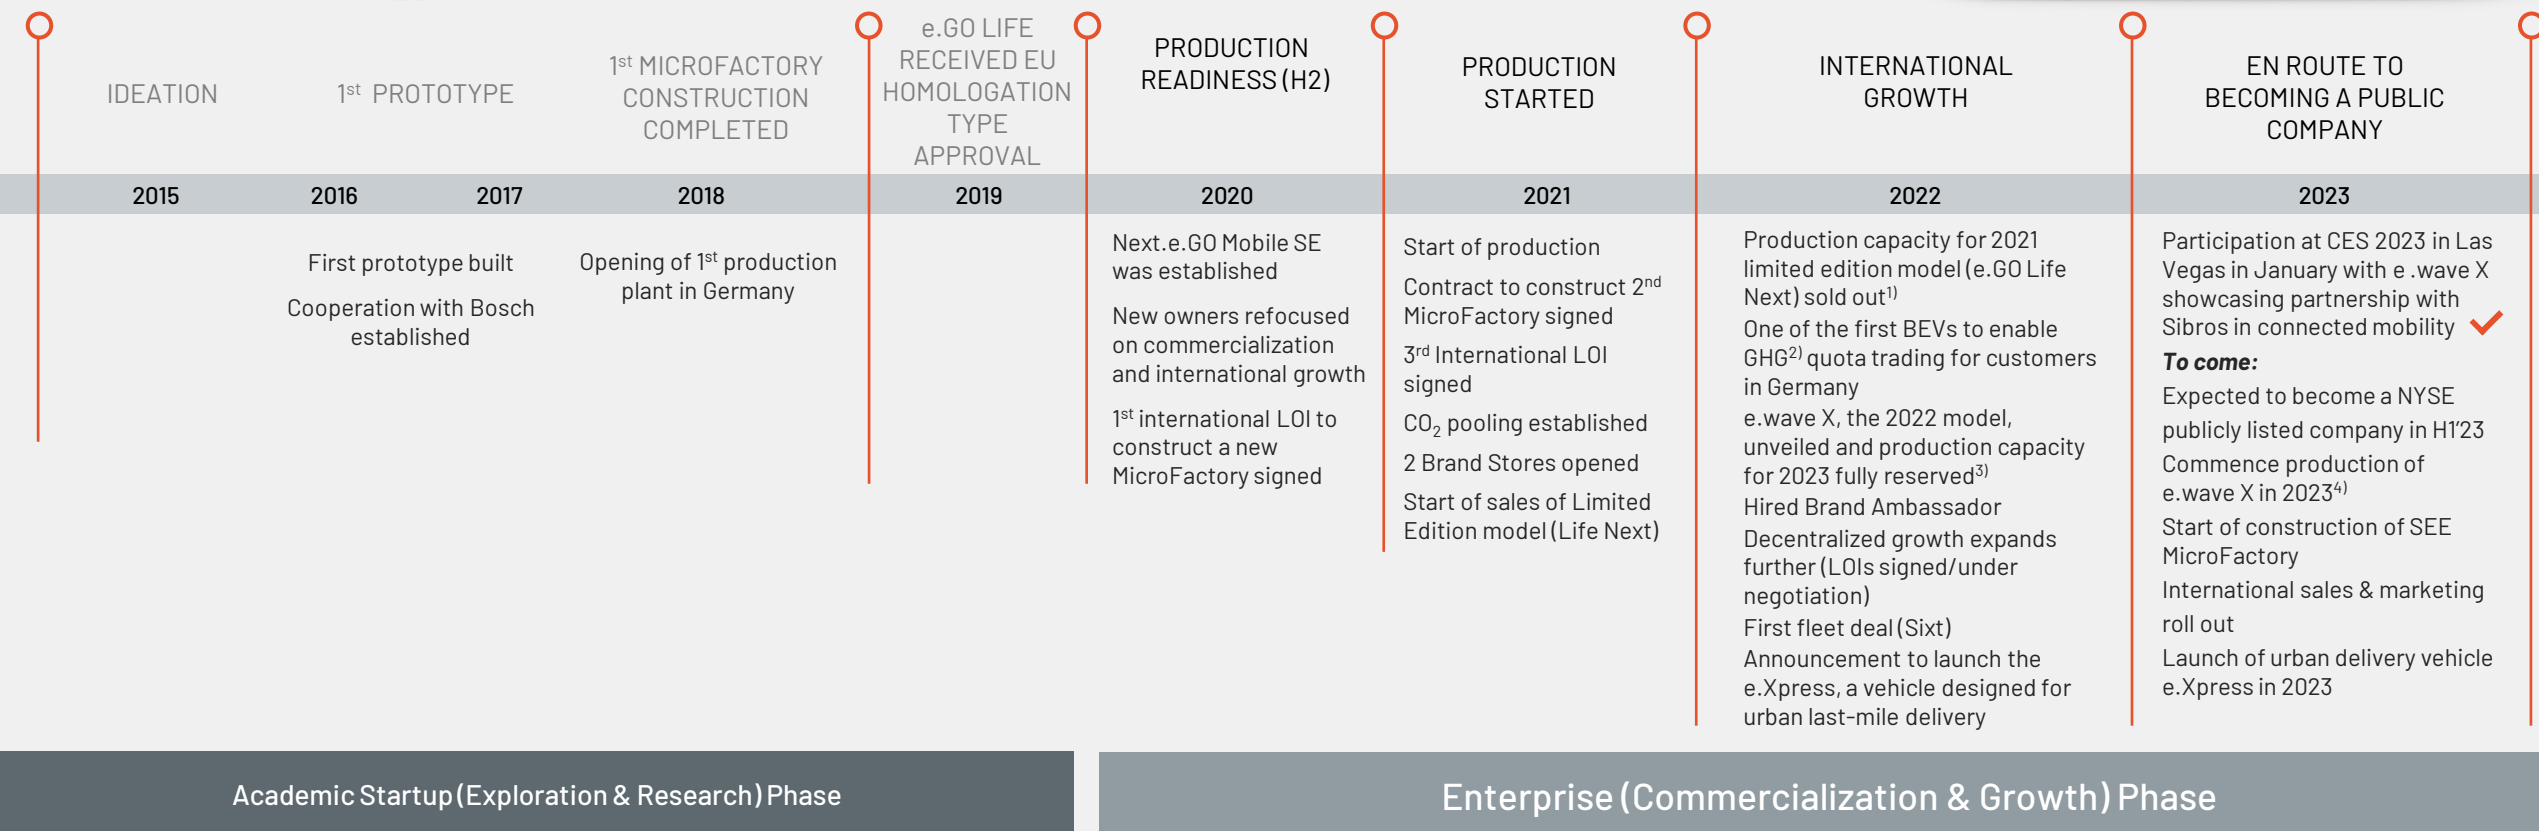 IDEATION
1st PROTOTYPE
1st MICROFACTORY
CONSTRUCTION
COMPLETED
e.GO LIFE
RECEIVED EU
HOMOLOGATION
TYPE
APPROVAL
PRODUCTION
READINESS (H2)
PRODUCTION
STARTED
INTERNATIONAL
GROWTH
EN ROUTE TO
BECOMING A PUBLIC
COMPANY
2015
2016
2017
2018
2019
2020
2021
2022
2023
First prototype built
Cooperation with Bosch
established
Opening of 1st production
plant in Germany
Next.e.GO Mobile SE
was established
New owners refocused
on commercialization
and international growth
1st international LOI to
construct a new
MicroFactory signed
Start of production
Contract to construct 2nd
MicroFactory signed
3rd International LOI
signed
CO2 pooling established
2 Brand Stores opened
Start of sales of Limited
Edition model (Life Next)
Production capacity for 2021
limited edition model (e.GO Life
Next) sold out1)
One of the first BEVs to enable
GHG2) quota trading for customers
in Germany
e.wave X, the 2022 model,
unveiled and production capacity
for 2023 fully reserved3)
Hired Brand Ambassador
Decentralized growth expands
further (LOIs signed/under
negotiation)
First fleet deal (Sixt)
Announcement to launch the
e.Xpress, a vehicle designed for
urban last-mile delivery
Participation at CES 2023 in Las
Vegas in January with e .wave X
showcasing partnership with
Sibros in connected mobility
To come:
Expected to become a NYSE
publicly listed company in H1'23
Commence production of
e.wave X in 20234)
Start of construction of SEE
MicroFactory
International sales & marketing
roll out
Launch of urban delivery vehicle
e.Xpress in 2023
Academic Startup (Exploration & Research) Phase
Enterprise (Commercialization & Growth) Phase